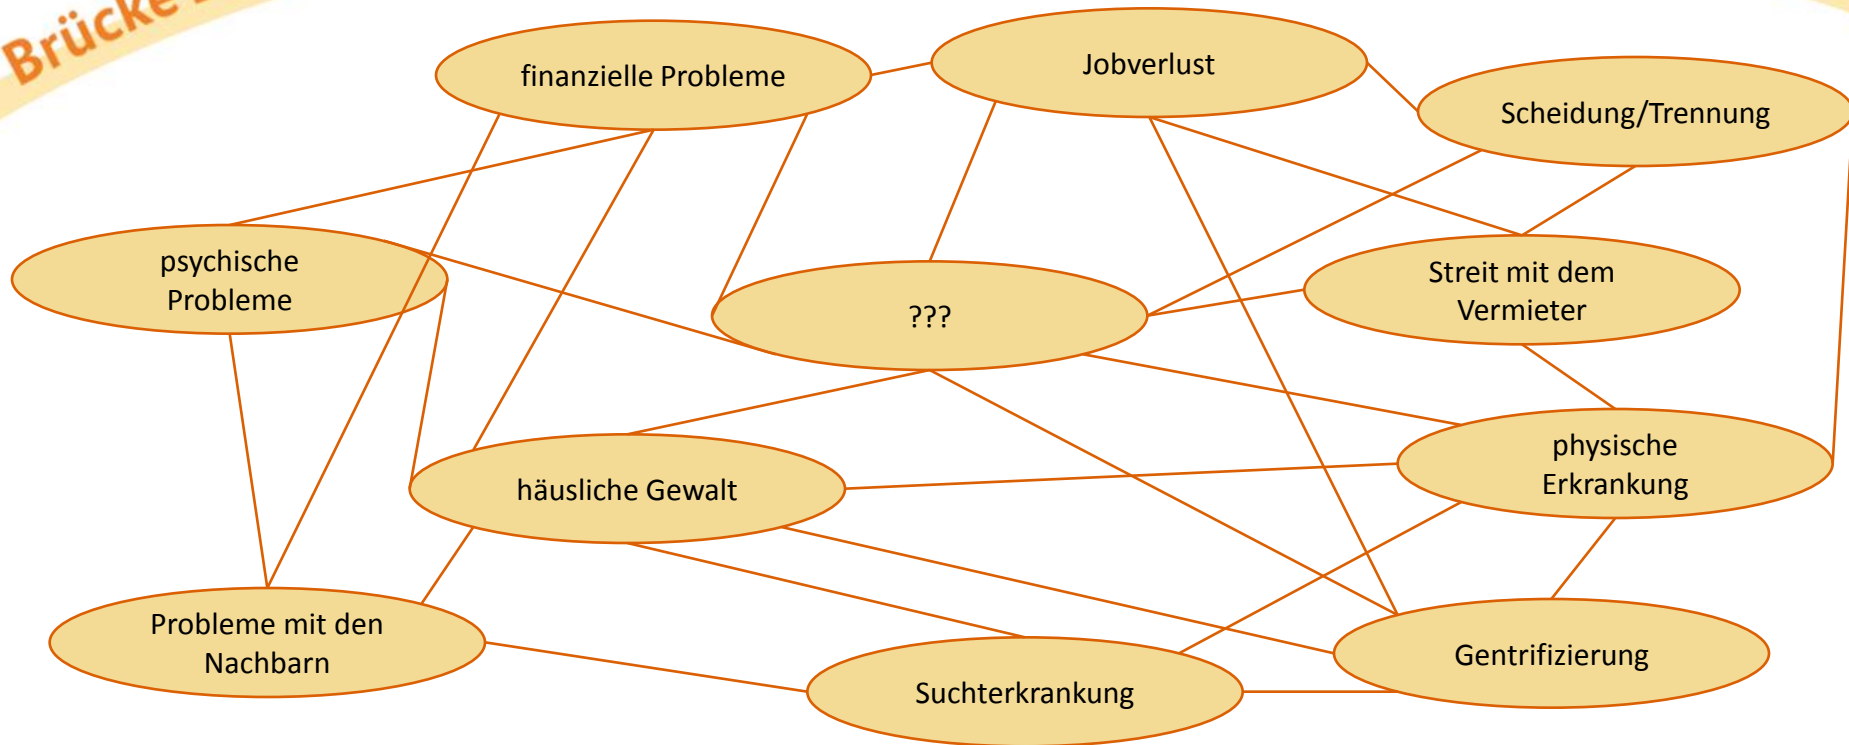 Brücke
finanzielle Probleme
Jobverlust
Scheidung/Trennung
psychische
Probleme
???
Streit mit dem
Vermieter
häusliche Gewalt
physische
Erkrankung
Probleme mit den
Nachbarn
Suchterkrankung
Gentrifizierung